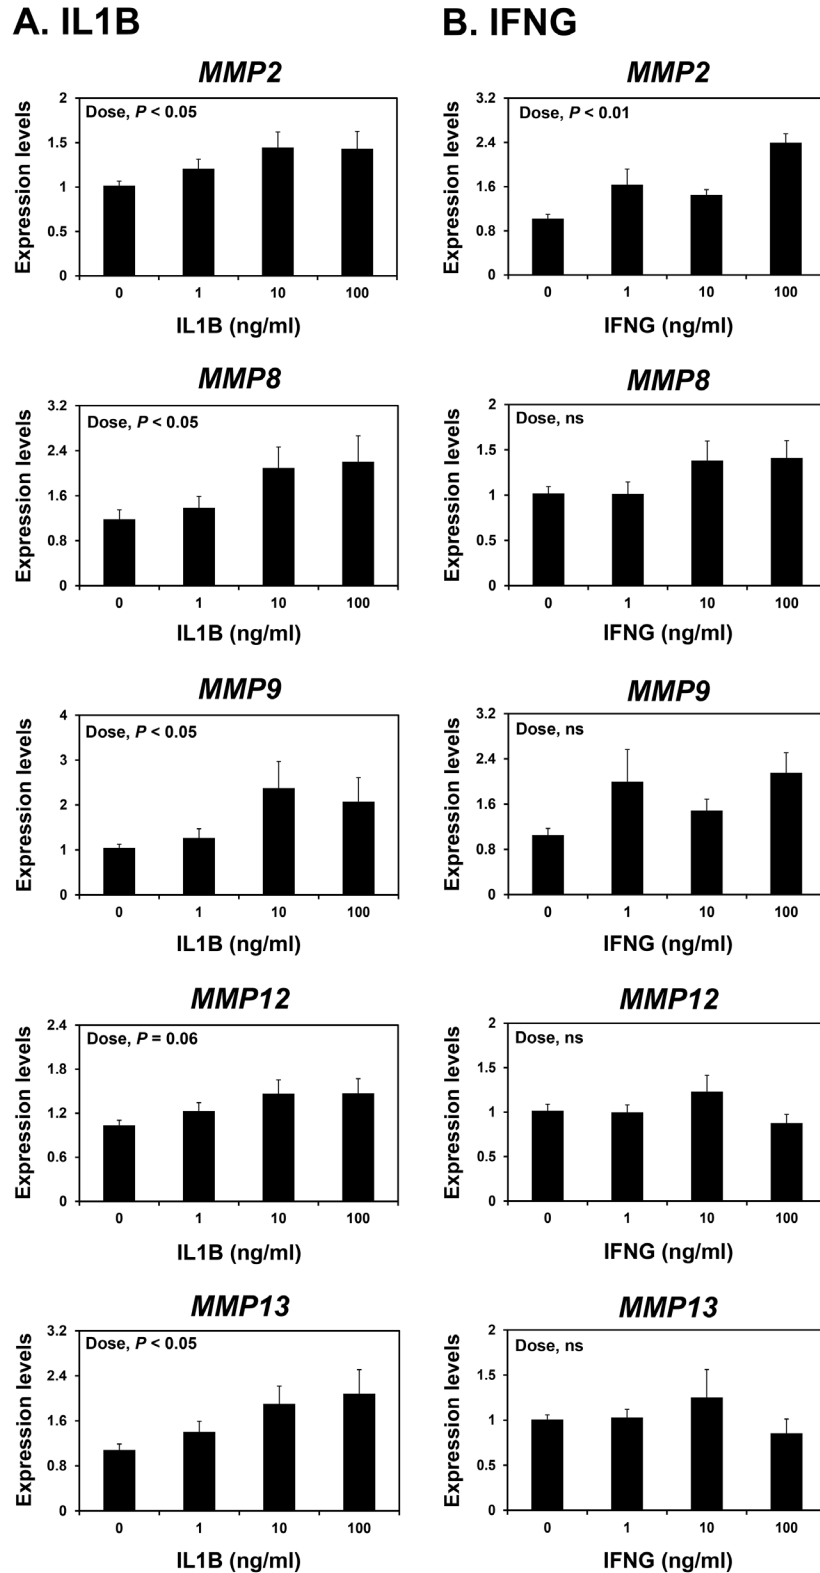 A. IL1B
B. IFNG
MMP2
Dose, P < 0.05
Expression levels
2
1.5
1
0.5
0
0 1 10 100
IL1B (ng/ml)
MMP2
Dose, P < 0.01
Expression levels
3.2
2.4
1.6
0.8
0
0 1 10 100
IFNG (ng/ml)
MMP8
Dose, P < 0.05
Expression levels
3.2
2.4
1.6
0.8
0
0 1 10 100
IL1B (ng/ml)
MMP8
Dose, ns
Expression levels
2
1.5
1
0.5
0
0 1 10 100
IFNG (ng/ml)
MMP9
Dose, P < 0.05
Expression levels
4
3
2
1
0
0 1 10 100
IL1B (ng/ml)
MMP9
Dose, ns
Expression levels
3.2
2.4
1.6
0.8
0
0 1 10 100
IFNG (ng/ml)
MMP12
Dose, P = 0.06
Expression levels
2.4
1.8
1.2
0.6
0
0 1 10 100
IL1B (ng/ml)
MMP12
Dose, ns
Expression levels
2
1.5
1
0.5
0
0 1 10 100
IFNG (ng/ml)
MMP13
Dose, P < 0.05
Expression levels
3.2
2.4
1.6
0.8
0
0 1 10 100
IL1B (ng/ml)
MMP13
Dose, ns
Expression levels
2
1.5
1
0.5
0
0 1 10 100
IFNG (ng/ml)